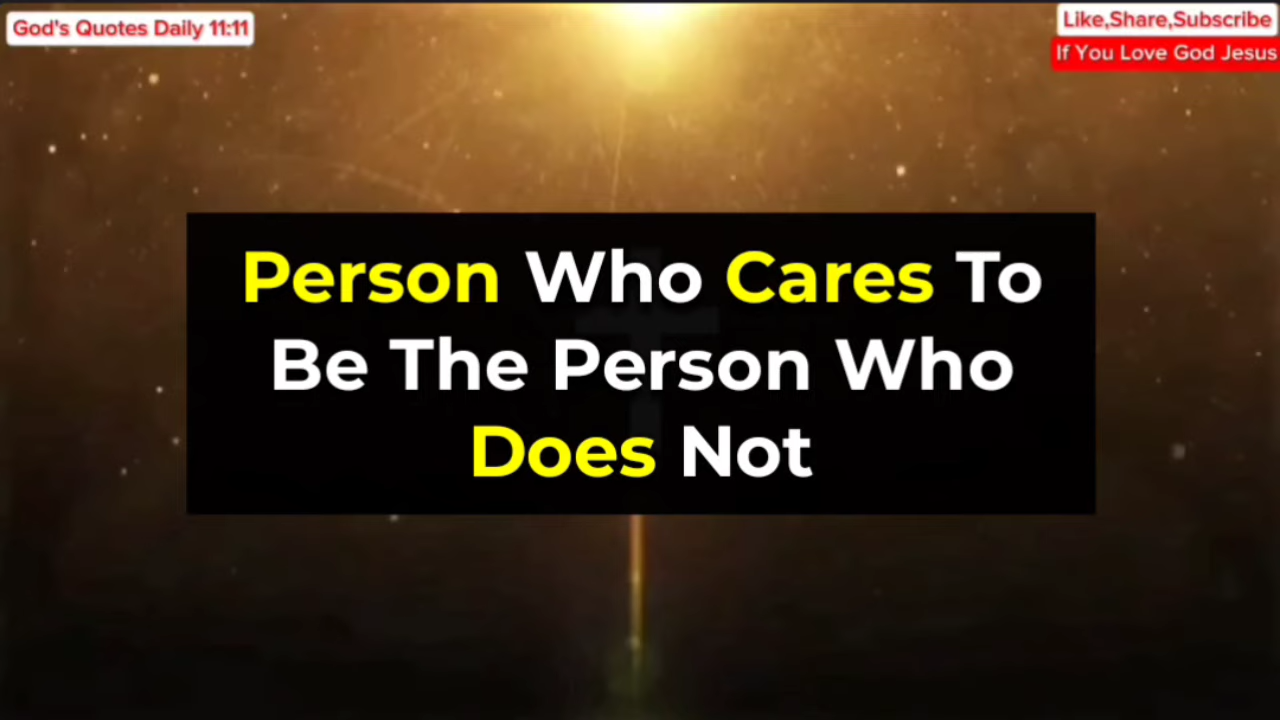 God's Quotes Daily 11:11
Like,Share,Subscribe
If You Love God Jesus
Person Who Cares To
Be The Person Who
Does Not